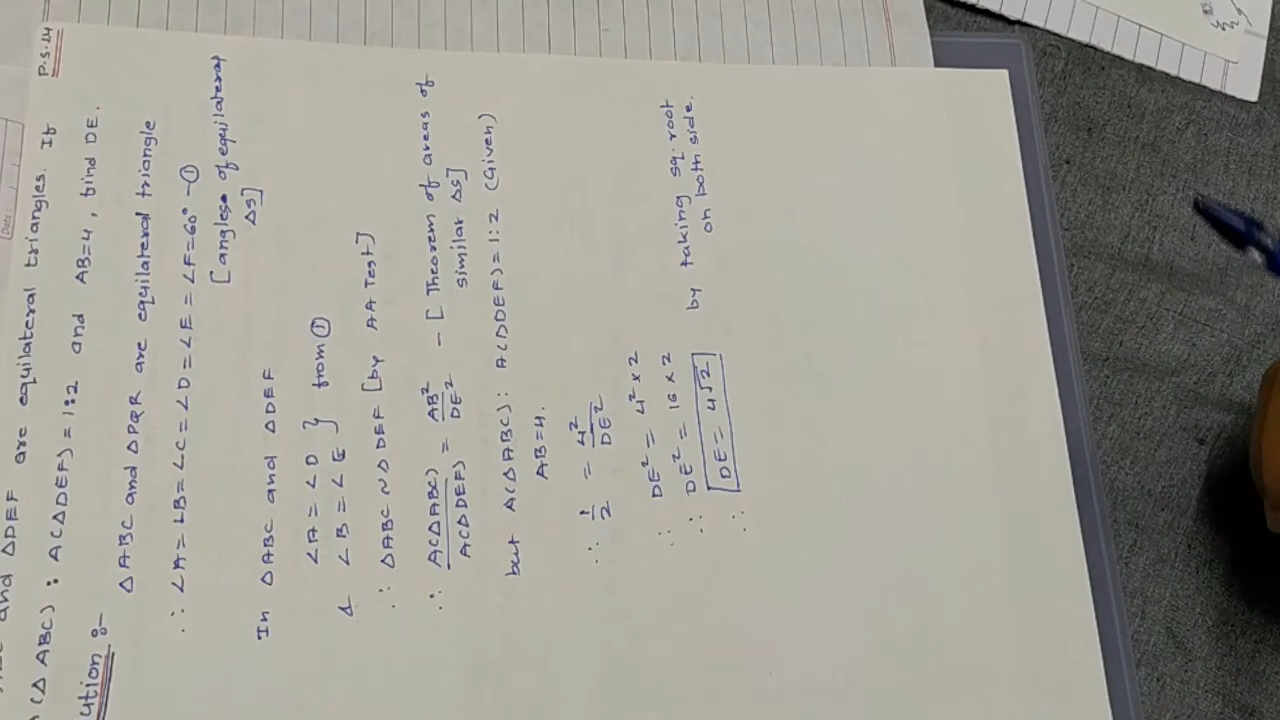 and ΔDEF are equilateral triangles. If P.S.24
(Δ ABC) : A(ΔDEF) = 1:2 and AB=4, find DE.
ution :-
ΔABC and ΔPQR are equilateral triangle
∴ ∠A=∠B=∠C=∠D=∠E=∠F=60° -①
[angles of equilateral
Δs]
In ΔABC and ΔDEF
∠A = ∠D } from ①
& ∠B = ∠E }
∴ ΔABC ~ ΔDEF [by AA Test]
∴ A(ΔABC)/A(ΔDEF) = AB²/DE² - [Theorem of areas of
similar Δs]
but A(ΔABC): A(ΔDEF) = 1:2 (Given)
AB=4.
∴ 1/2 = 4²/DE²
∴ DE² = 4² x 2
∴ DE² = 16 x 2 by taking sq. root
∴ DE = 4√2 on both side.
Date: